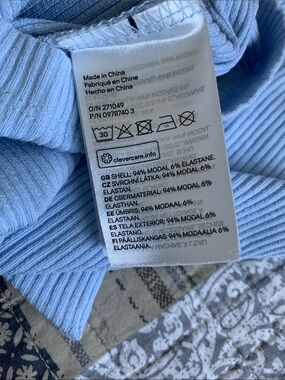 Made in China
Fabriqué en Chine
Hecho en China
O/N 271049
P/N 0978740 3
30
clevercare.info
GB SHELL: 94% MODAL 6% ELASTANE.
CZ SVRCHNÍ LÁTKA: 94% MODAL 6%
ELASTAN.
DE OBERMATERIAL: 94% MODAL 6%
ELASTHAN.
EE ÜMBRIS: 94% MODAAL 6%
ELASTAAN.
ES TELA EXTERIOR: 94% MODAL 6%
ELASTANO.
FI PÄÄLLISKANGAS: 94% MODAALIA 6%
ELASTAANIA.